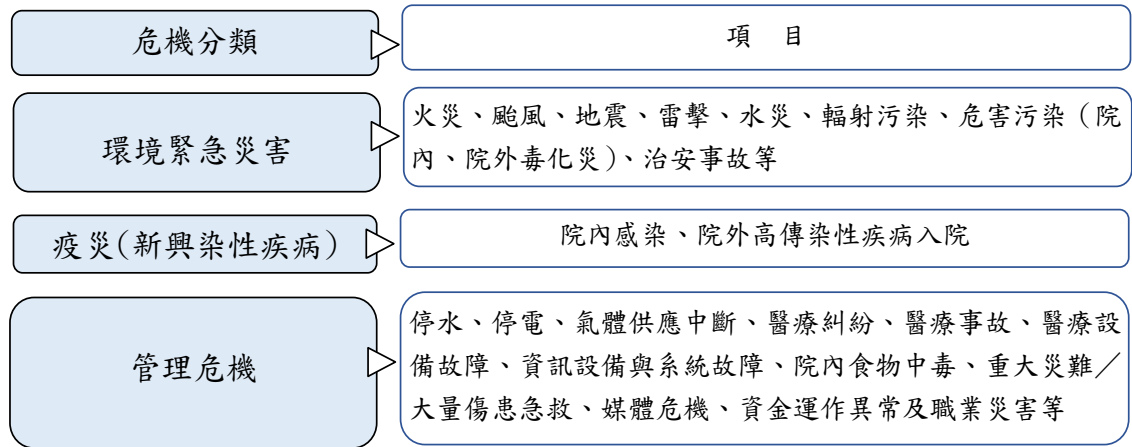 危機分類
項 目
環境緊急災害
火災、颱風、地震、雷擊、水災、輻射污染、危害污染（院
內、院外毒化災）、治安事故等
疫災(新興染性疾病)
院內感染、院外高傳染性疾病入院
管理危機
停水、停電、氣體供應中斷、醫療糾紛、醫療事故、醫療設
備故障、資訊設備與系統故障、院內食物中毒、重大災難／
大量傷患急救、媒體危機、資金運作異常及職業災害等